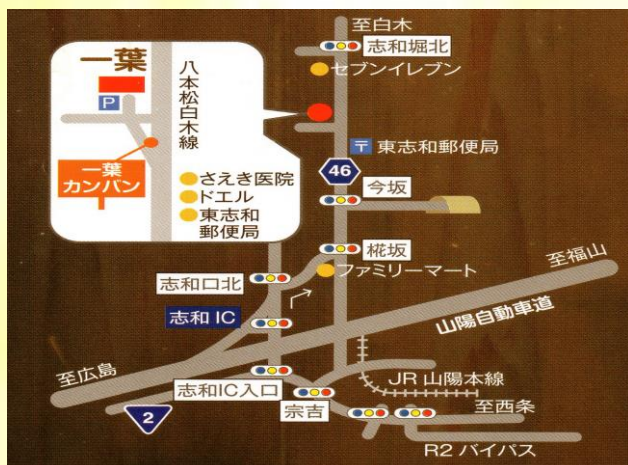 至白木
志和堀北
セブンイレブン
一葉
P
八本松白木線
一葉
カンバン
さえき医院
ドエル
東志和
郵便局
〒 東志和郵便局
46
今坂
椛坂
ファミリーマート
志和口北
志和 IC
至福山
山陽自動車道
至広島
志和IC入口
宗吉
JR 山陽本線
至西条
2
R2 バイパス